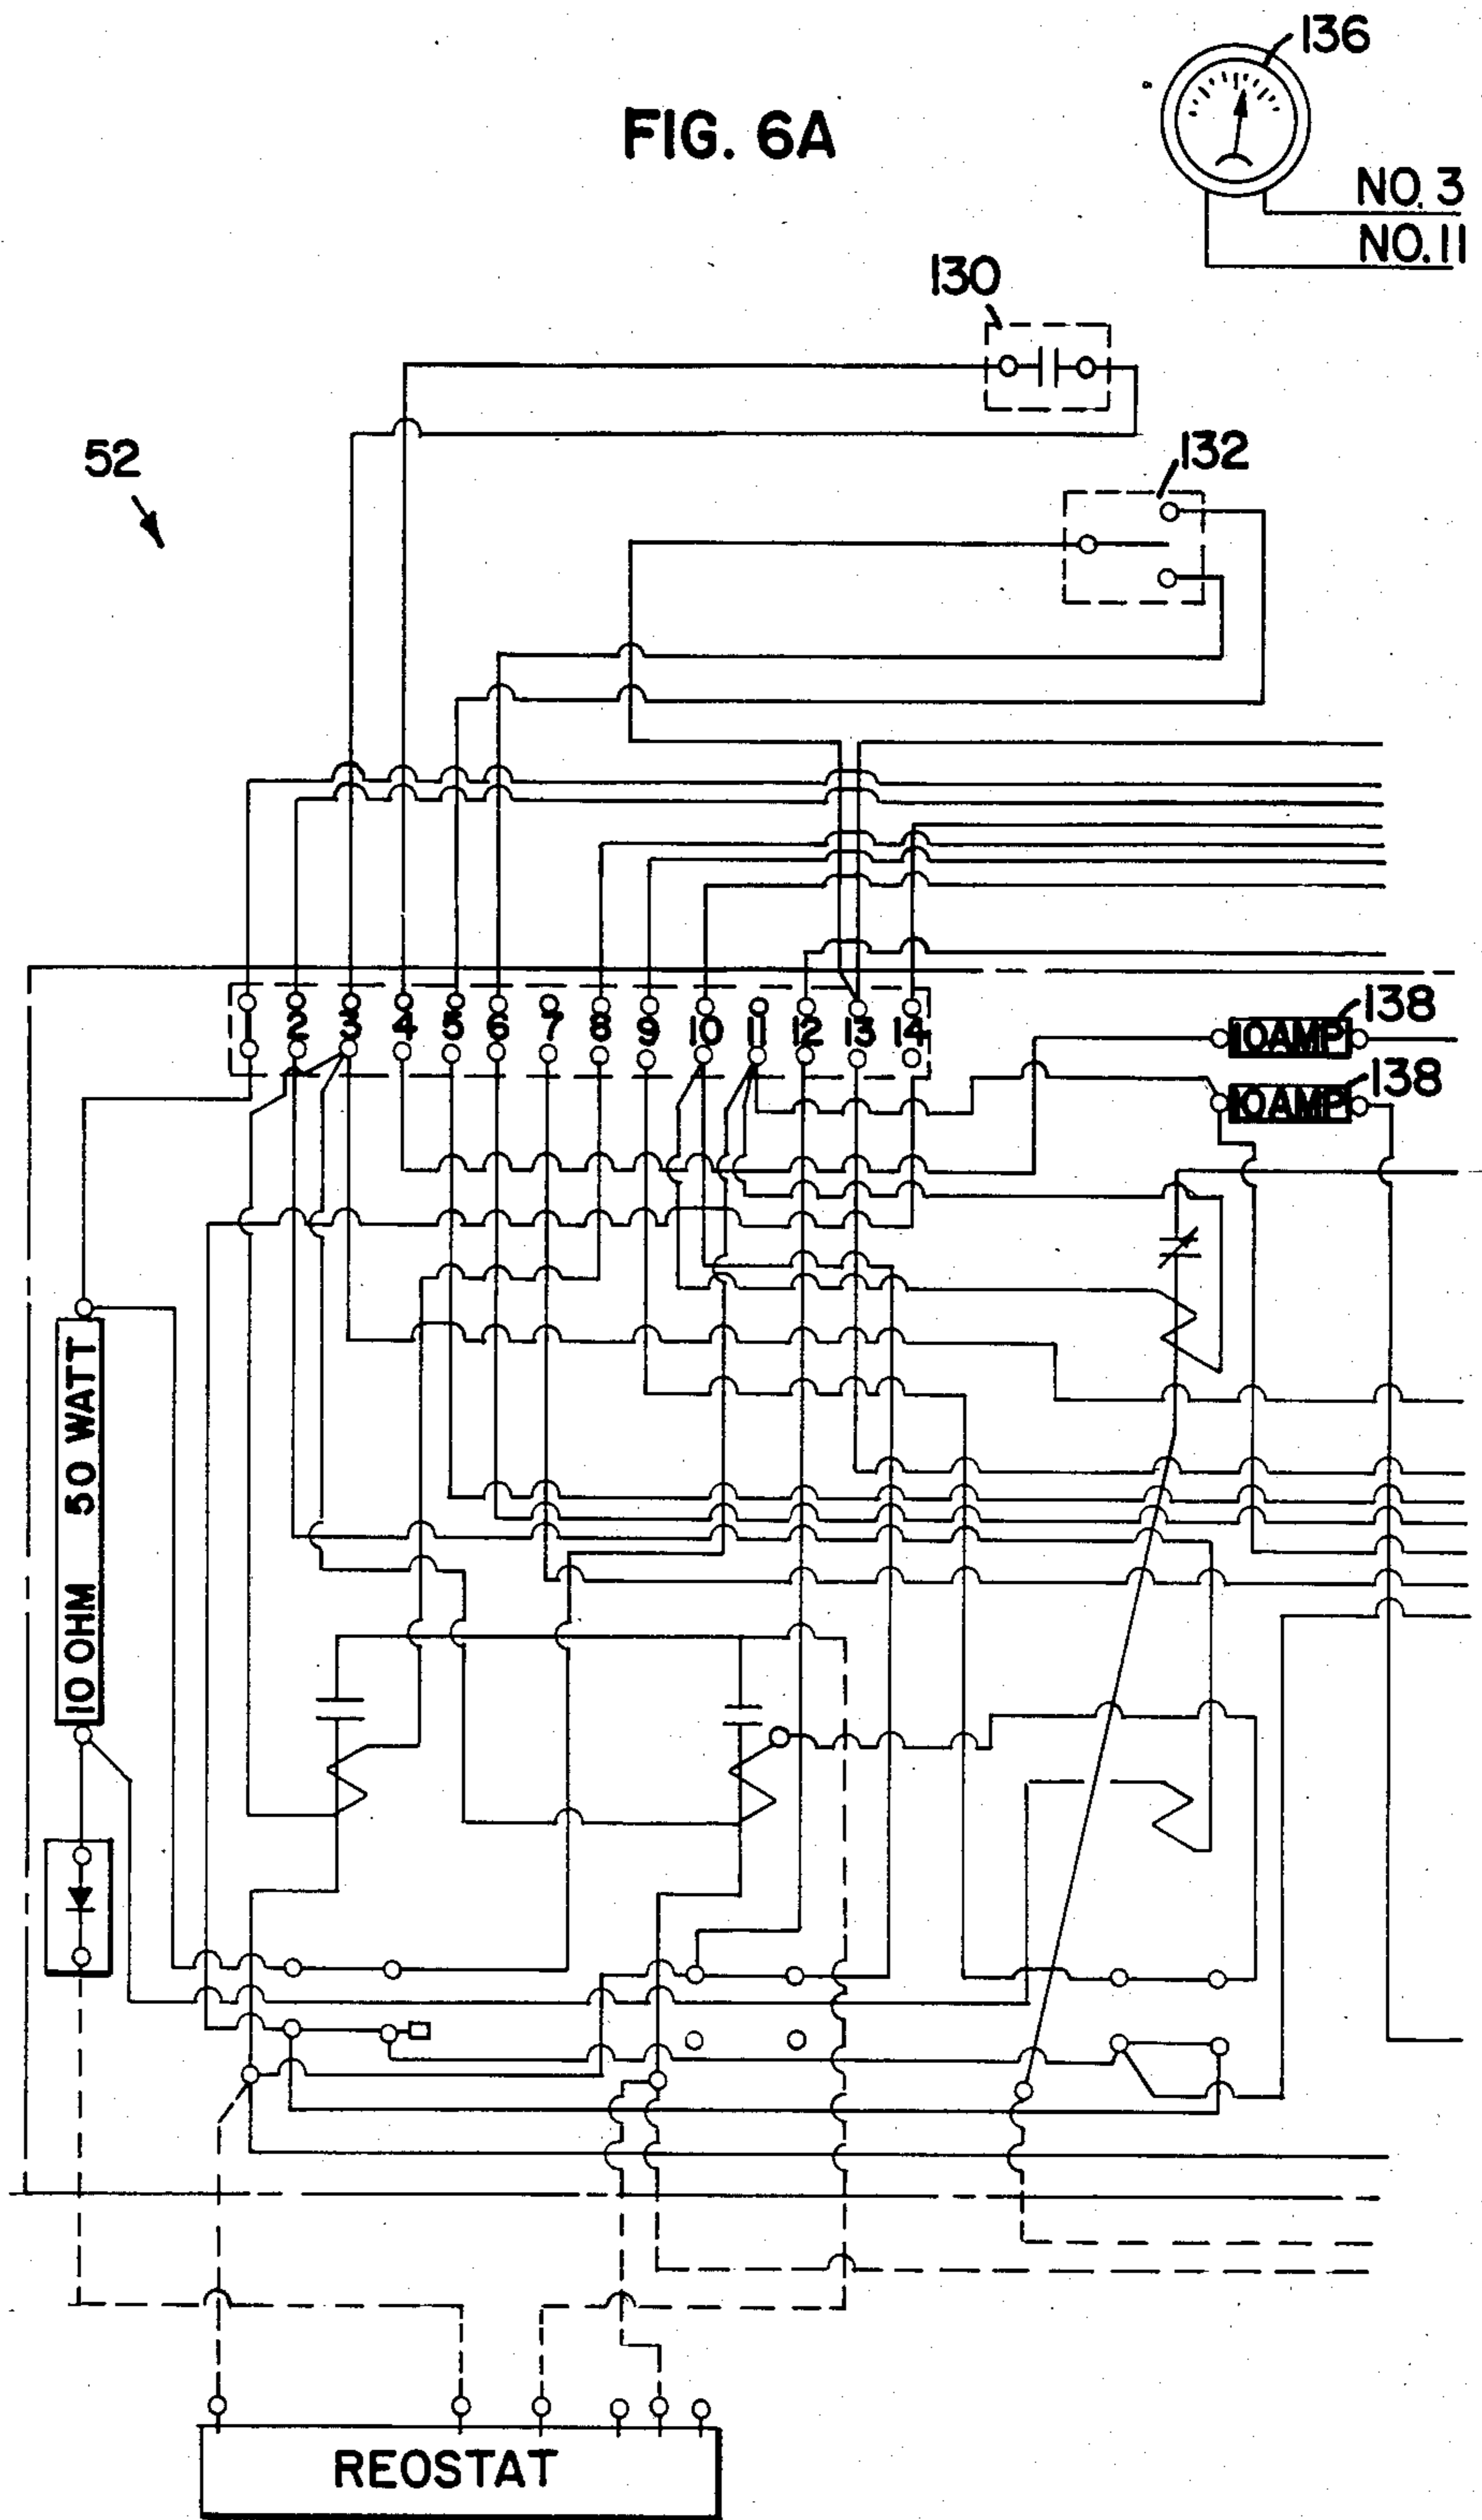 136
FIG. 6A
NO. 3
NO. 11
130
52
132
1 2 3 4 5 6 7 8 9 10 11 12 13 14
10AMP 138
10AMP 138
10 OHM 50 WATT
REOSTAT